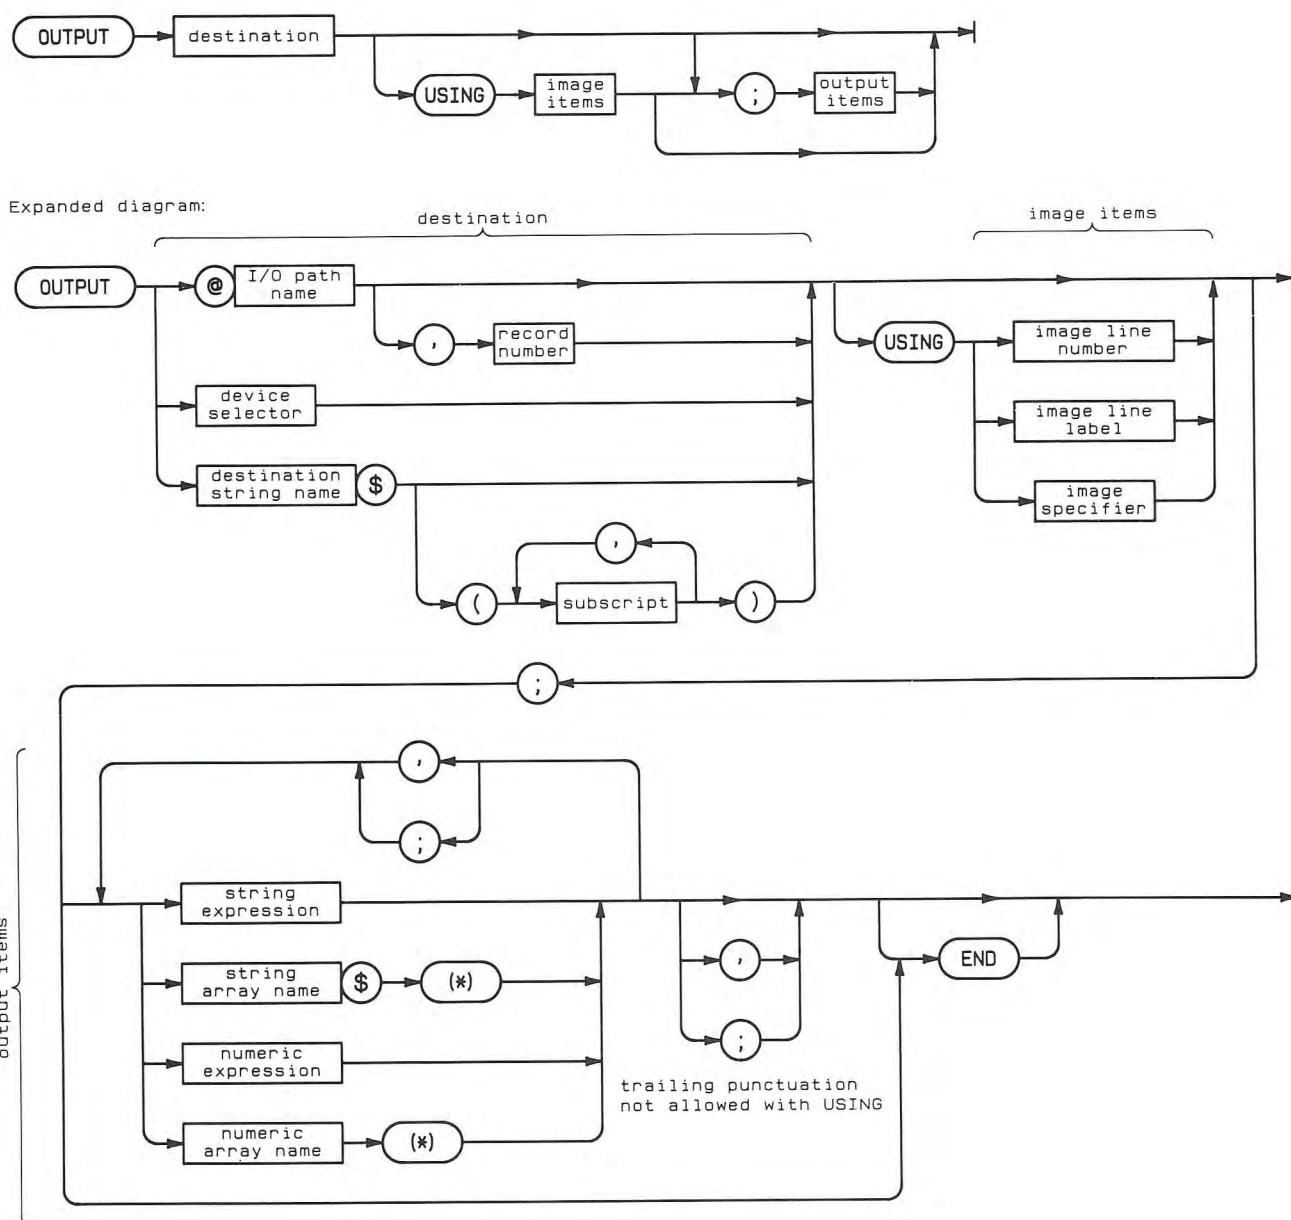 OUTPUT
destination
USING
image
items
;
output
items
Expanded diagram:
destination
image items
OUTPUT
@
I/O path
name
,
record
number
USING
image line
number
device
selector
image line
label
destination
string name
$
image
specifier
,
(
subscript
)
;
,
;
output items
string
expression
string
array name
$
(*)
,
END
numeric
expression
;
trailing punctuation
not allowed with USING
numeric
array name
(*)